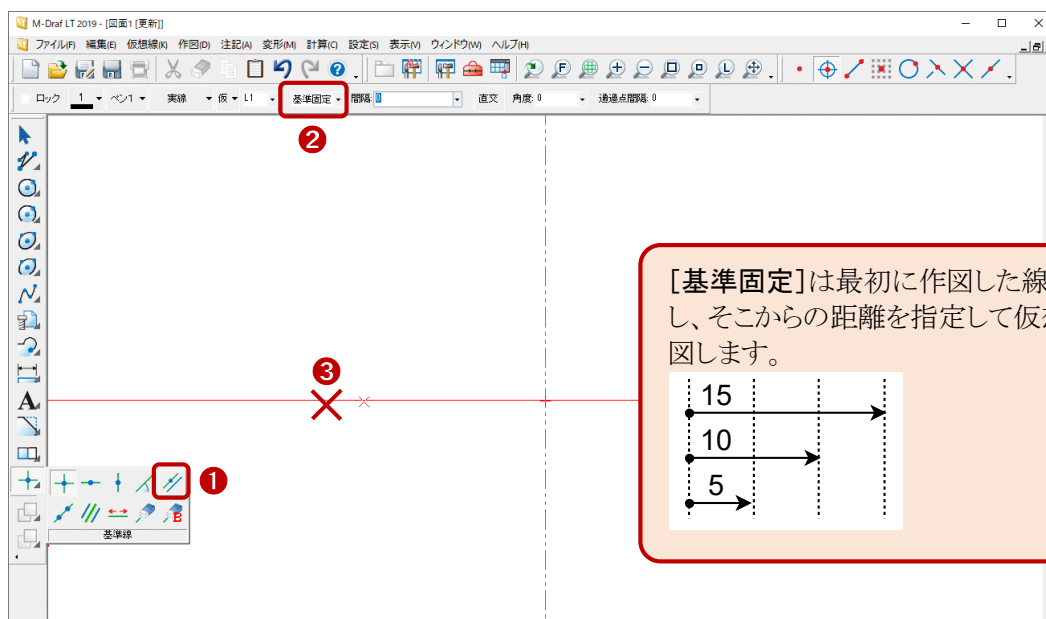 M-Draf LT 2019 - [図面1 [更新]]
ファイル(F) 編集(E) 仮想線(K) 作図(D) 注記(A) 変形(M) 計算(C) 設定(S) 表示(V) ウィンドウ(W) ヘルプ(H)
ロック 1 ペン1 実線 仮 L1 基準固定 間隔: 0 直交 角度: 0 通過点間隔: 0
2
[基準固定]は最初に作図した線
し、そこからの距離を指定して仮
図します。
15
10
5
3
A
1
B
基準線